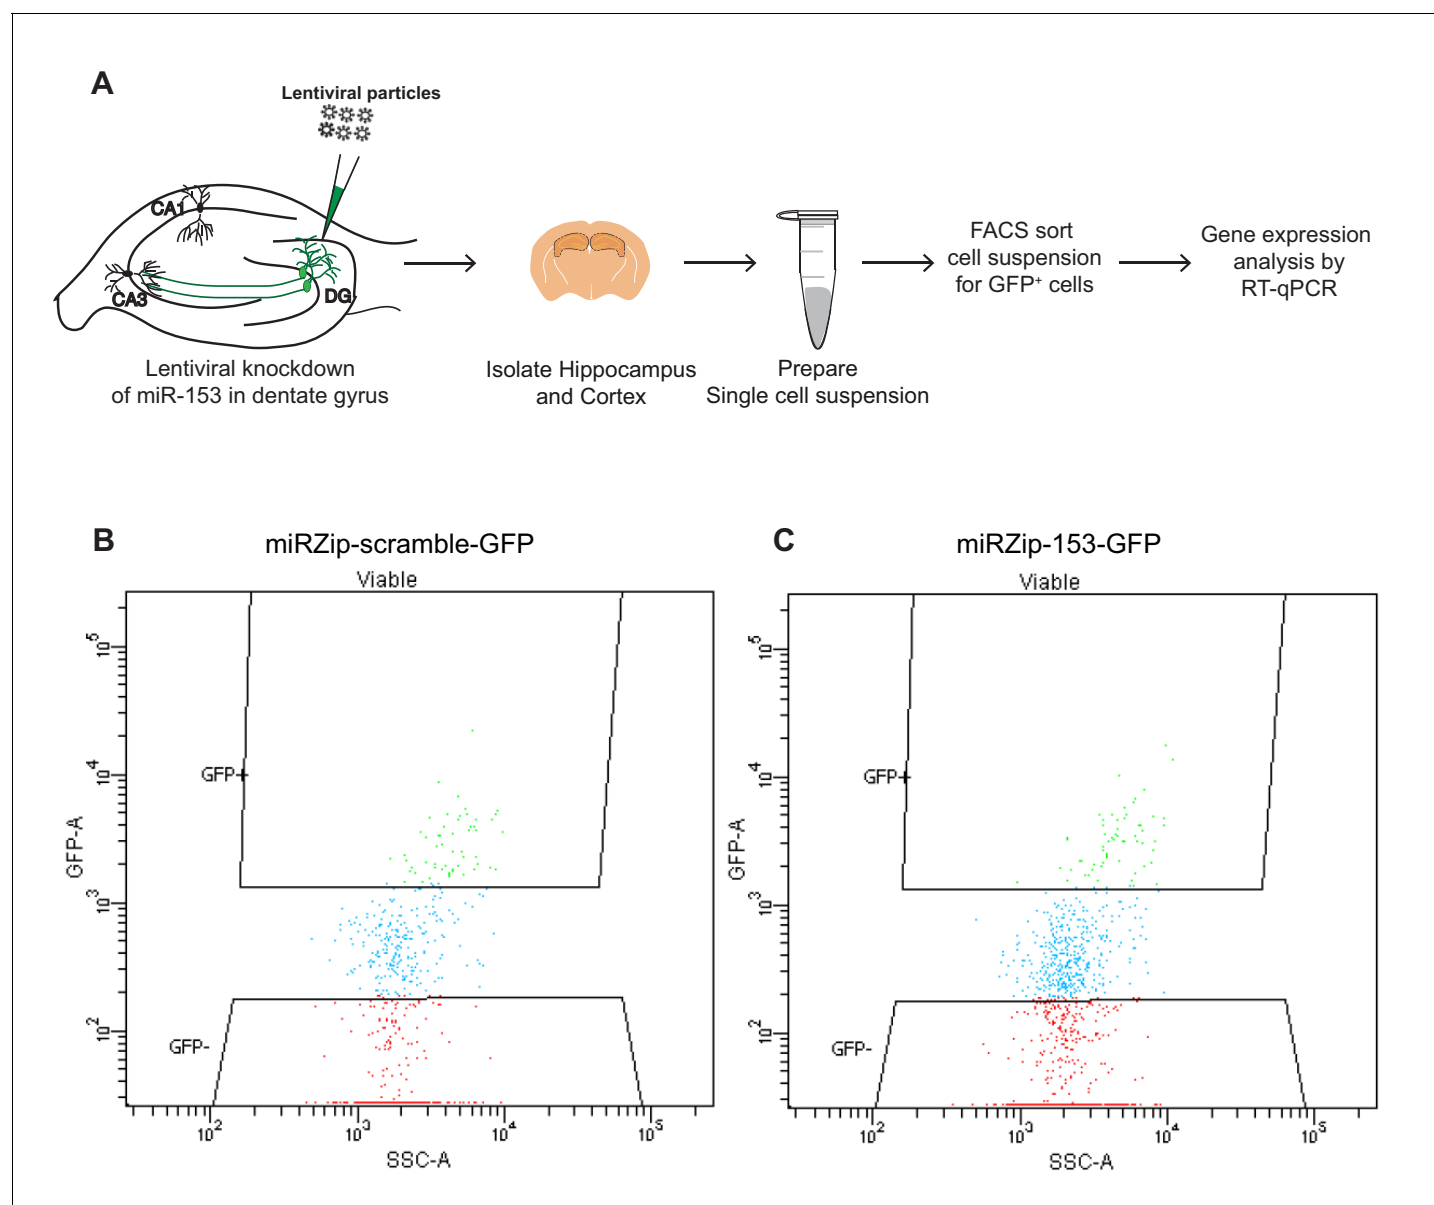 A
Lentiviral particles
CA1
CA3
DG
Lentiviral knockdown
of miR-153 in dentate gyrus
Isolate Hippocampus
and Cortex
Prepare
Single cell suspension
FACS sort
cell suspension
for GFP⁺ cells
Gene expression
analysis by
RT-qPCR
B
miRZip-scramble-GFP
Viable
10⁵
GFP+
10⁴
GFP-A
10³
10²
GFP-
10² 10³ 10⁴ 10⁵
SSC-A
C
miRZip-153-GFP
Viable
10⁵
GFP+
10⁴
GFP-A
10³
10²
GFP-
10² 10³ 10⁴ 10⁵
SSC-A